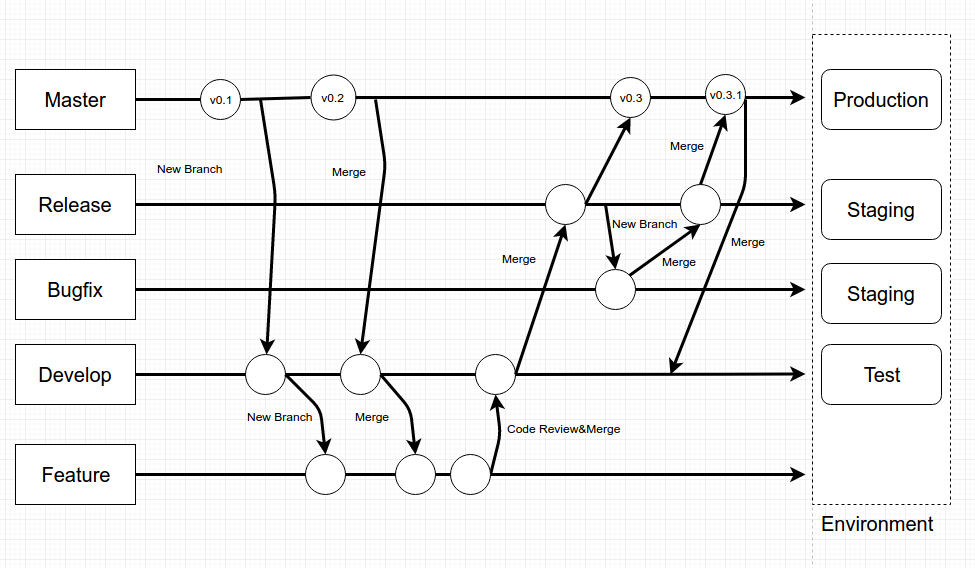 Master
v0.1
v0.2
v0.3
v0.3.1
Production
Merge
New Branch
Merge
Release
Staging
New Branch
Merge
Merge
Merge
Bugfix
Staging
Develop
Test
New Branch
Merge
Code Review&Merge
Feature
Environment